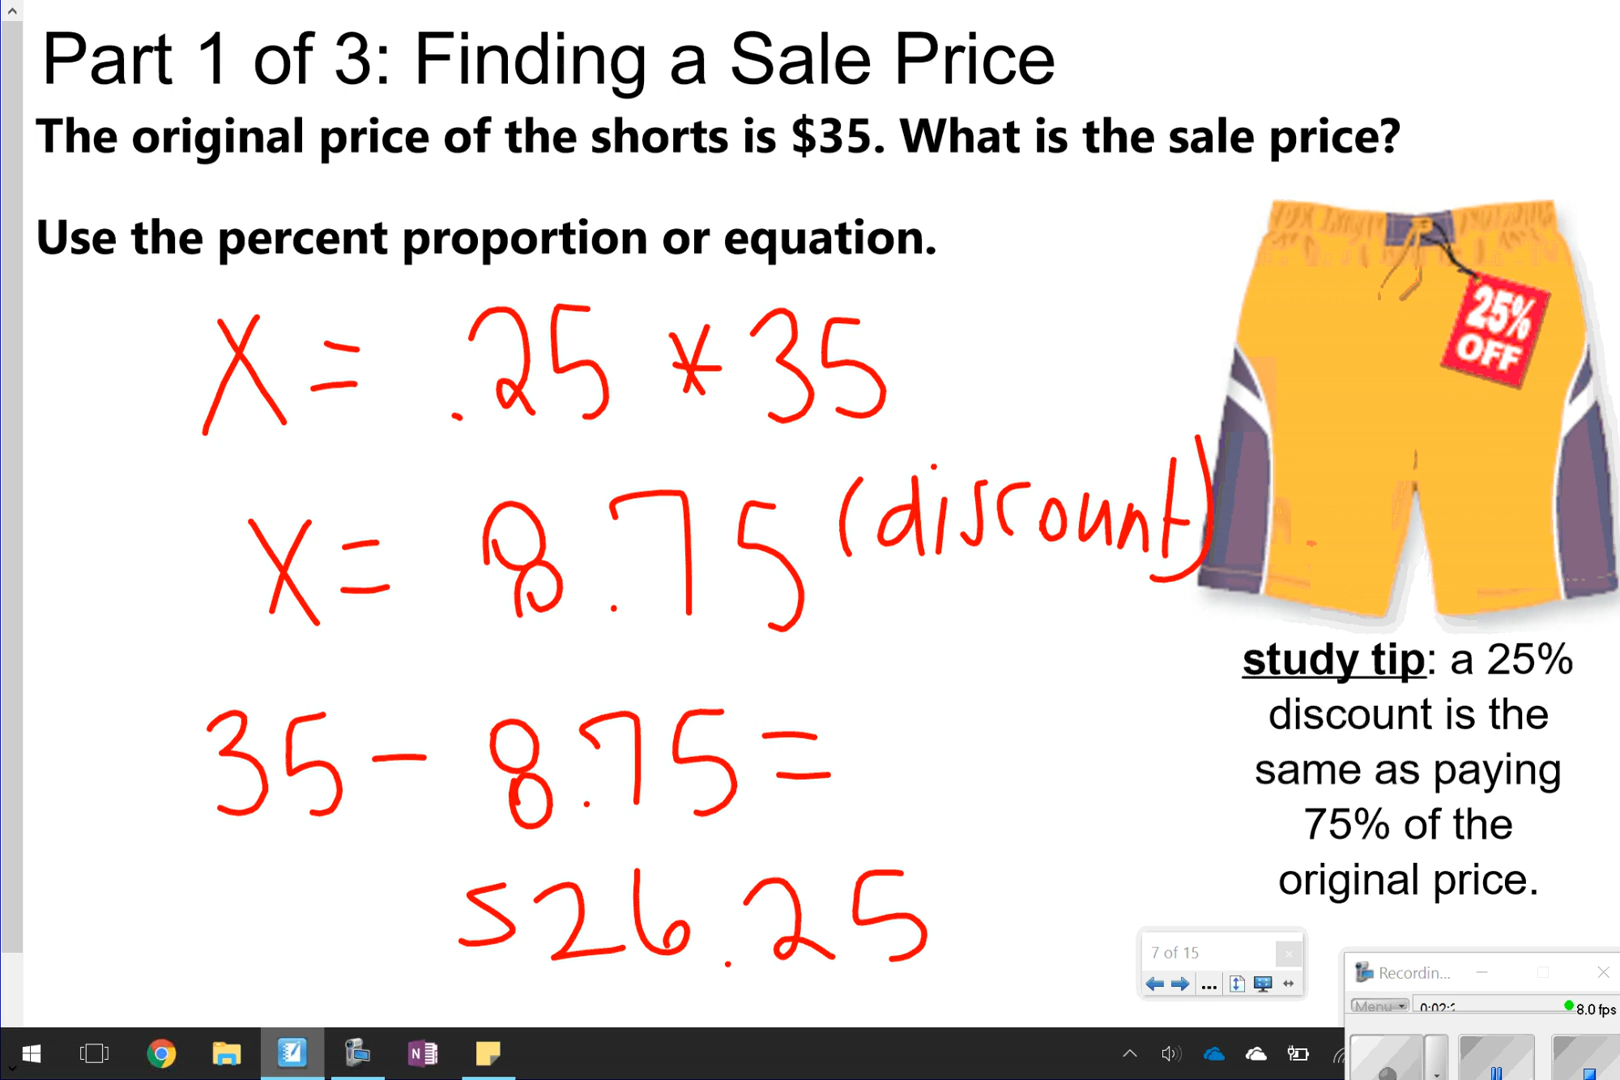 Part 1 of 3: Finding a Sale Price
The original price of the shorts is $35. What is the sale price?
Use the percent proportion or equation.
X = .25 * 35
25%
OFF
x = 8.75 (discount)
35 - 8.75 =
$26.25
study tip: a 25%
discount is the
same as paying
75% of the
original price.
7 of 15
...
Recordin...
Menu
8.0 fps
N